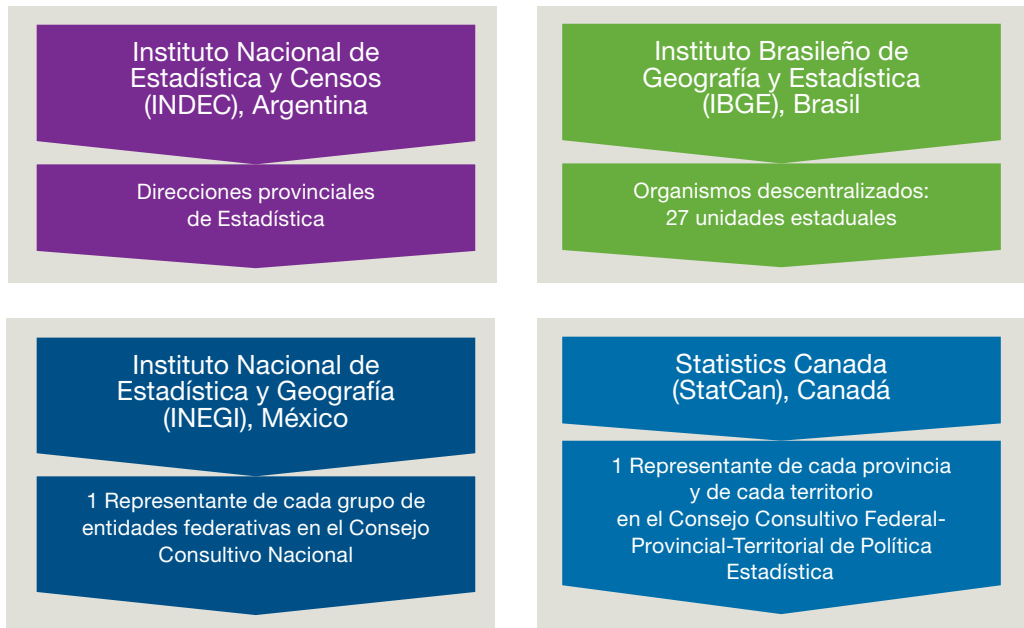 Instituto Nacional de
Estadística y Censos
(INDEC), Argentina
Direcciones provinciales
de Estadística
Instituto Brasileño de
Geografía y Estadística
(IBGE), Brasil
Organismos descentralizados:
27 unidades estaduales
Instituto Nacional de
Estadística y Geografía
(INEGI), México
1 Representante de cada grupo de
entidades federativas en el Consejo
Consultivo Nacional
Statistics Canada
(StatCan), Canadá
1 Representante de cada provincia
y de cada territorio
en el Consejo Consultivo Federal-
Provincial-Territorial de Política
Estadística